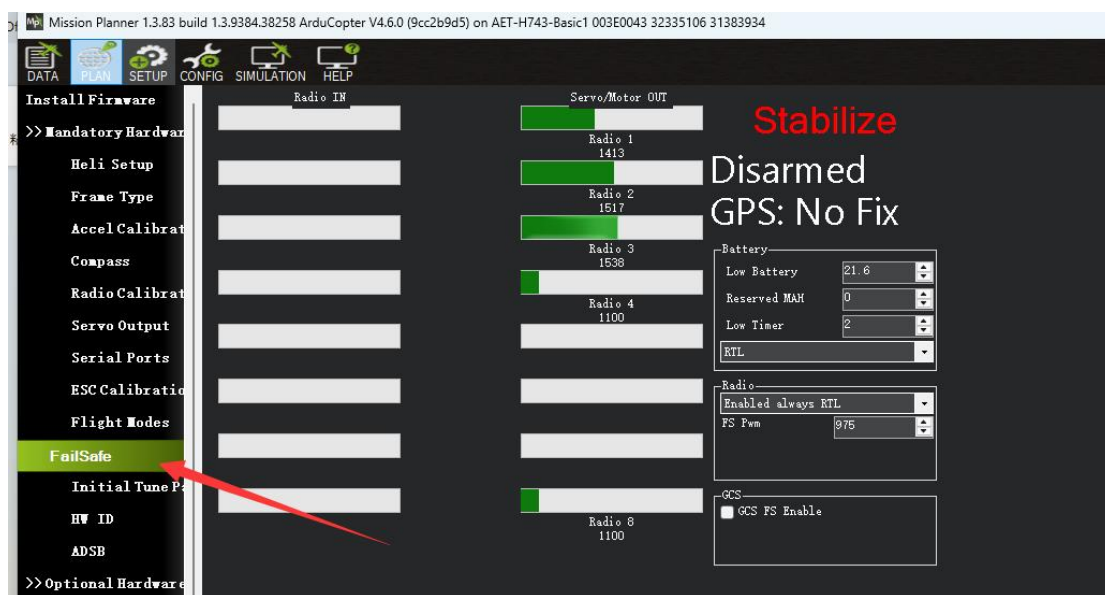 Mission Planner 1.3.83 build 1.3.9384.38258 ArduCopter V4.6.0 (9cc2b9d5) on AET-H743-Basic1 003E0043 32335106 31383934
DATA PLAN SETUP CONFIG SIMULATION HELP
Install Firmware
>> Mandatory Hardwar
Heli Setup
Frame Type
Accel Calibrat
Compass
Radio Calibrat
Servo Output
Serial Ports
ESC Calibratio
Flight Modes
FailSafe
Initial Tune Pa
HW ID
ADSB
>> Optional Hardware
Radio IN
Servo/Motor OUT
Radio 1
1413
Radio 2
1517
Radio 3
1538
Radio 4
1100
Radio 8
1100
Stabilize
Disarmed
GPS: No Fix
Battery
Low Battery 21.6
Reserved MAH 0
Low Timer 2
RTL
Radio
Enabled always RTL
FS Pwm 975
GCS
GCS FS Enable